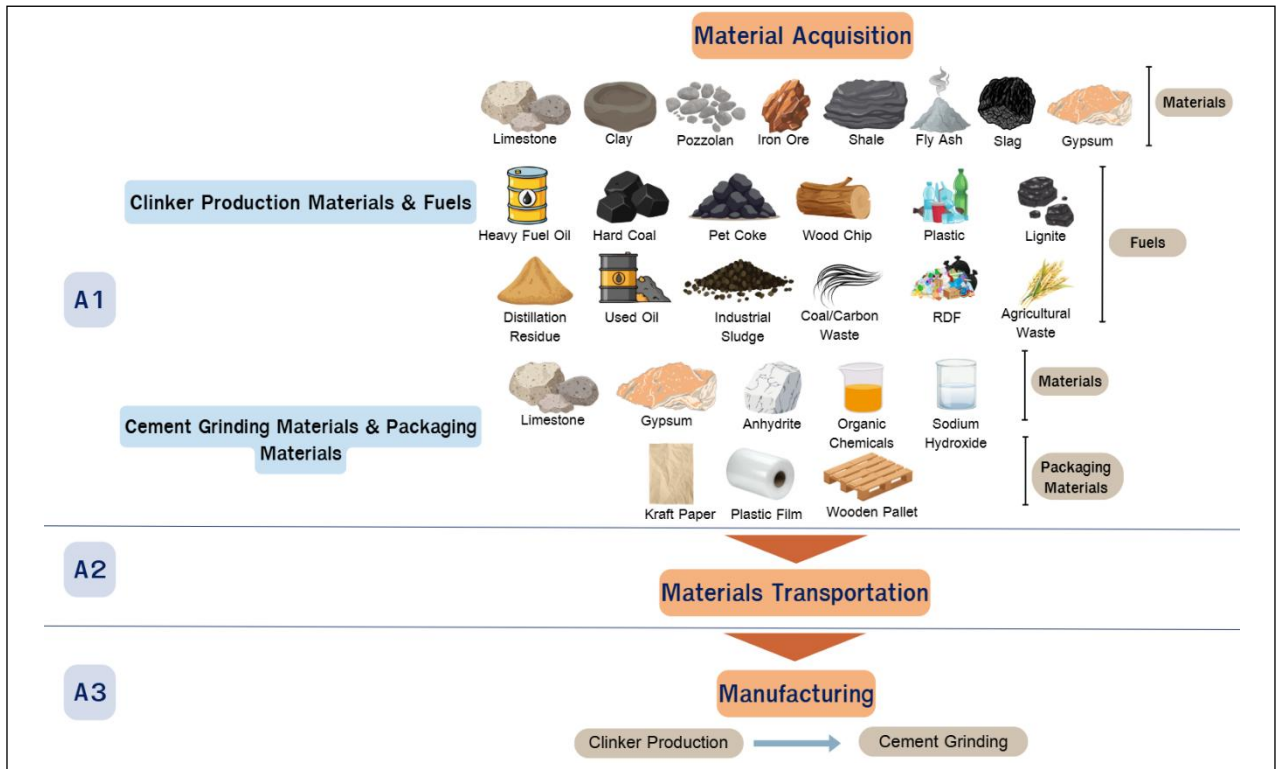 Material Acquisition
Limestone
Clay
Pozzolan
Iron Ore
Shale
Fly Ash
Slag
Gypsum
Materials
Clinker Production Materials & Fuels
Heavy Fuel Oil
Hard Coal
Pet Coke
Wood Chip
Plastic
Lignite
Fuels
A1
Distillation
Residue
Used Oil
Industrial
Sludge
Coal/Carbon
Waste
RDF
Agricultural
Waste
Cement Grinding Materials & Packaging
Materials
Limestone
Gypsum
Anhydrite
Organic
Chemicals
Sodium
Hydroxide
Materials
Kraft Paper
Plastic Film
Wooden Pallet
Packaging
Materials
A2
Materials Transportation
A3
Manufacturing
Clinker Production
Cement Grinding